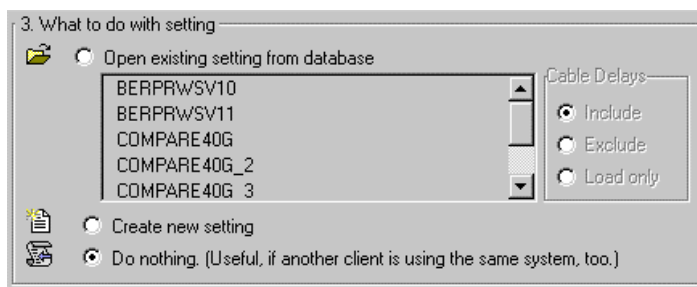 3. What to do with setting
Open existing setting from database
BERPRWSV10
BERPRWSV11
COMPARE40G
COMPARE40G_2
COMPARE40G_3
Cable Delays
Include
Exclude
Load only
Create new setting
Do nothing. (Useful, if another client is using the same system, too.)